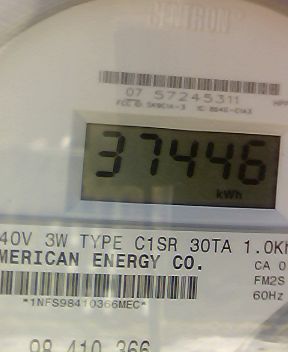 CENTRON
07 57245311
37446
kWh
40V 3W TYPE C1SR 30TA 1.0K
MERICAN ENERGY CO.
CA 0
FM2S
60Hz
*1NFS98410366MEC*
98 410 366